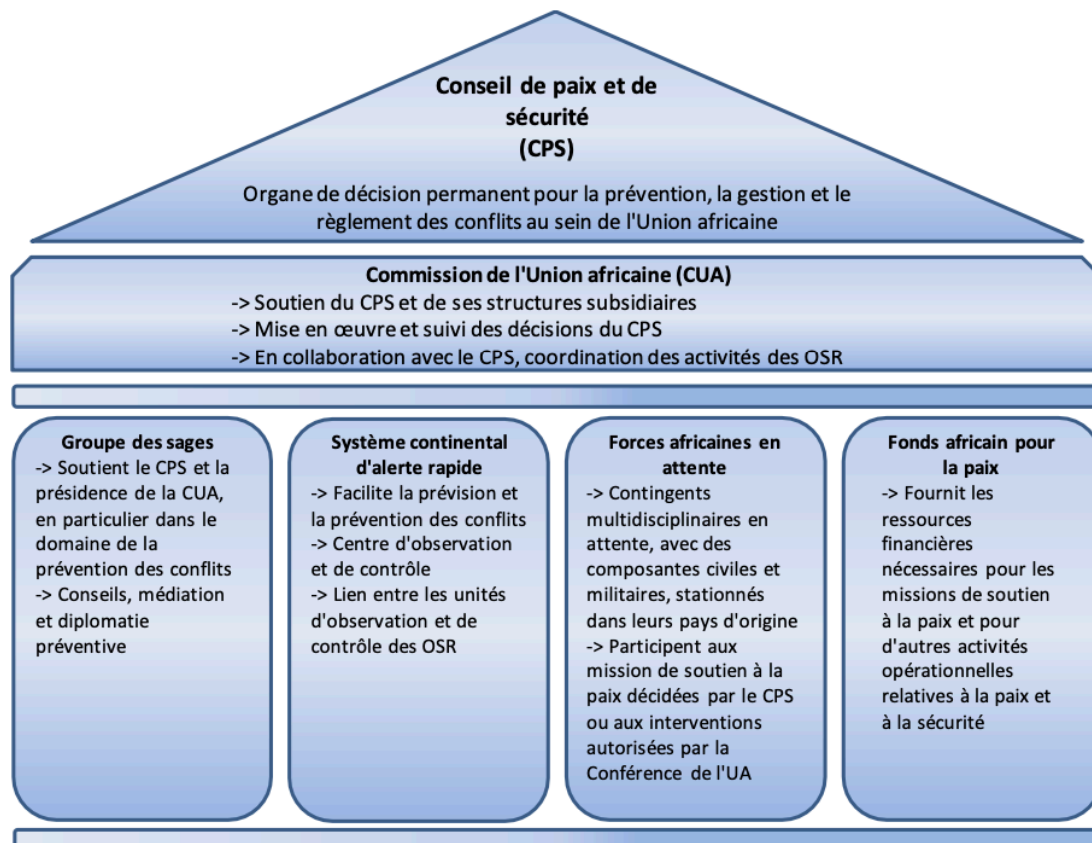 Conseil de paix et de
sécurité
(CPS)
Organe de décision permanent pour la prévention, la gestion et le
règlement des conflits au sein de l'Union africaine
Commission de l'Union africaine (CUA)
-> Soutien du CPS et de ses structures subsidiaires
-> Mise en œuvre et suivi des décisions du CPS
-> En collaboration avec le CPS, coordination des activités des OSR
Groupe des sages
-> Soutient le CPS et la
présidence de la CUA,
en particulier dans le
domaine de la
prévention des conflits
-> Conseils, médiation
et diplomatie
préventive
Système continental
d'alerte rapide
-> Facilite la prévision et
la prévention des conflits
-> Centre d'observation
et de contrôle
-> Lien entre les unités
d'observation et de
contrôle des OSR
Forces africaines en
attente
-> Contingents
multidisciplinaires en
attente, avec des
composantes civiles et
militaires, stationnés
dans leurs pays d'origine
-> Participent aux
mission de soutien à la
paix décidées par le CPS
ou aux interventions
autorisées par la
Conférence de l'UA
Fonds africain pour
la paix
-> Fournit les
ressources
financières
nécessaires pour les
missions de soutien
à la paix et pour
d'autres activités
opérationnelles
relatives à la paix et
à la sécurité